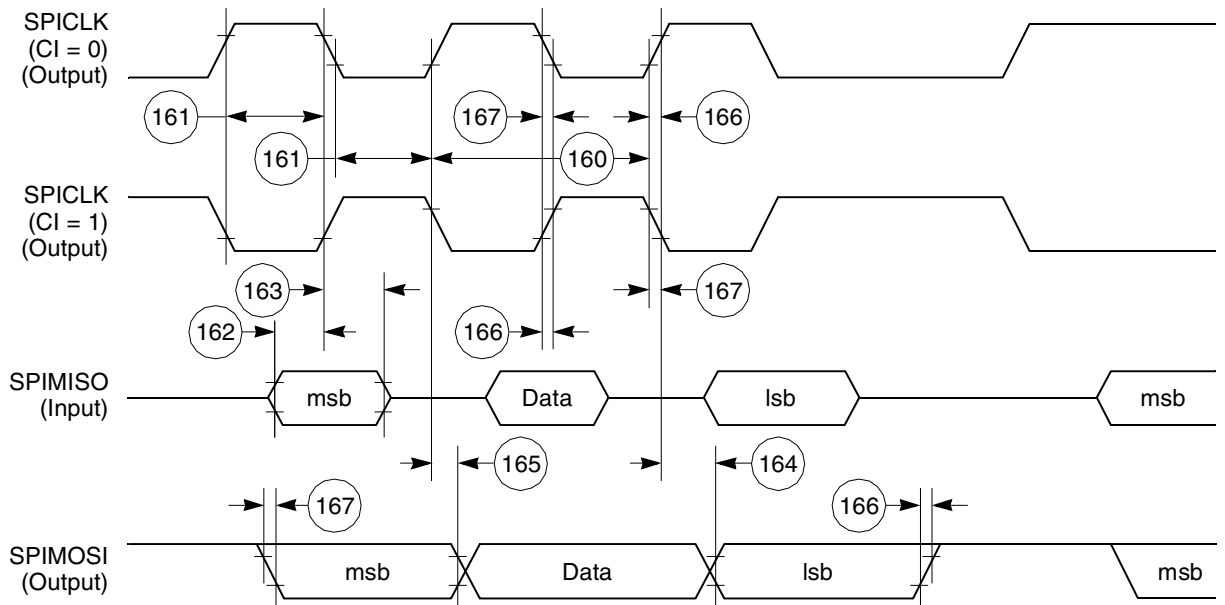 SPICLK
(CI = 0)
(Output)
161
167
166
161
160
SPICLK
(CI = 1)
(Output)
163
167
162
166
SPIMISO
(Input)
msb
Data
lsb
msb
165
164
167
166
SPIMOSI
(Output)
msb
Data
lsb
msb